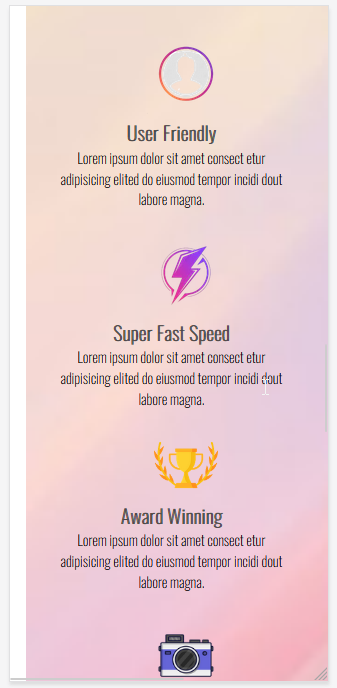 User Friendly
Lorem ipsum dolor sit amet consect etur
adipisicing elited do eiusmod tempor incidi dout
labore magna.
Super Fast Speed
Lorem ipsum dolor sit amet consect etur
adipisicing elited do eiusmod tempor incidi dout
labore magna.
Award Winning
Lorem ipsum dolor sit amet consect etur
adipisicing elited do eiusmod tempor incidi dout
labore magna.